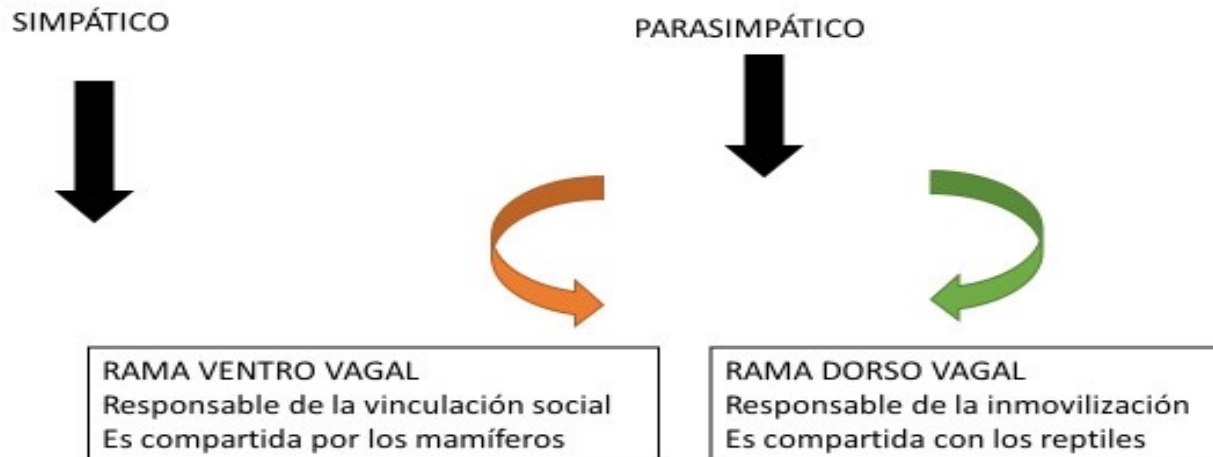 SIMPÁTICO
PARASIMPÁTICO
RAMA VENTRO VAGAL
Responsable de la vinculación social
Es compartida por los mamíferos
RAMA DORSO VAGAL
Responsable de la inmovilización
Es compartida con los reptiles